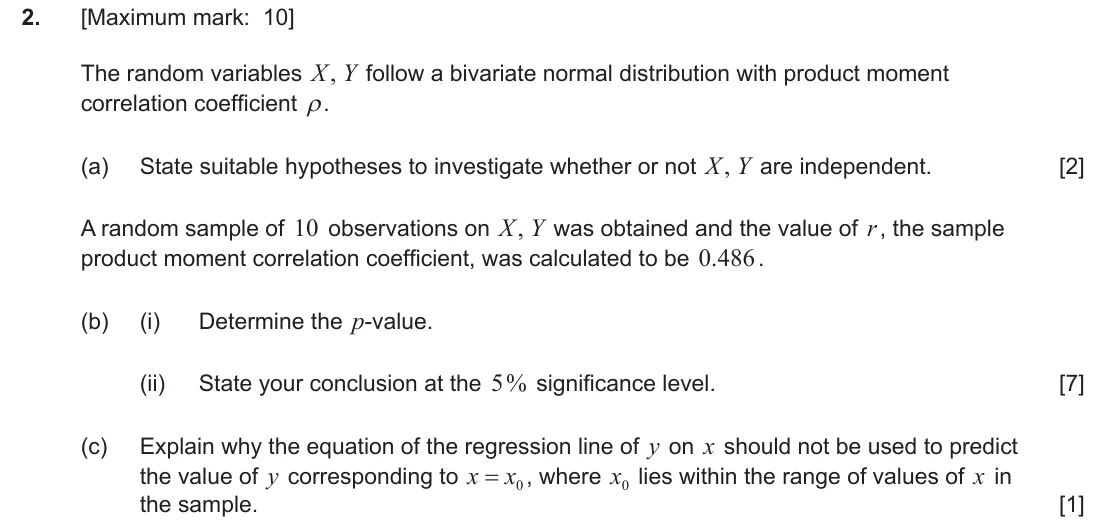 2. [Maximum mark: 10]
The random variables X, Y follow a bivariate normal distribution with product moment
correlation coefficient ρ.
(a) State suitable hypotheses to investigate whether or not X, Y are independent. [2]
A random sample of 10 observations on X, Y was obtained and the value of r, the sample
product moment correlation coefficient, was calculated to be 0.486.
(b) (i) Determine the p-value.
(ii) State your conclusion at the 5% significance level. [7]
(c) Explain why the equation of the regression line of y on x should not be used to predict
the value of y corresponding to x = x₀, where x₀ lies within the range of values of x in
the sample. [1]